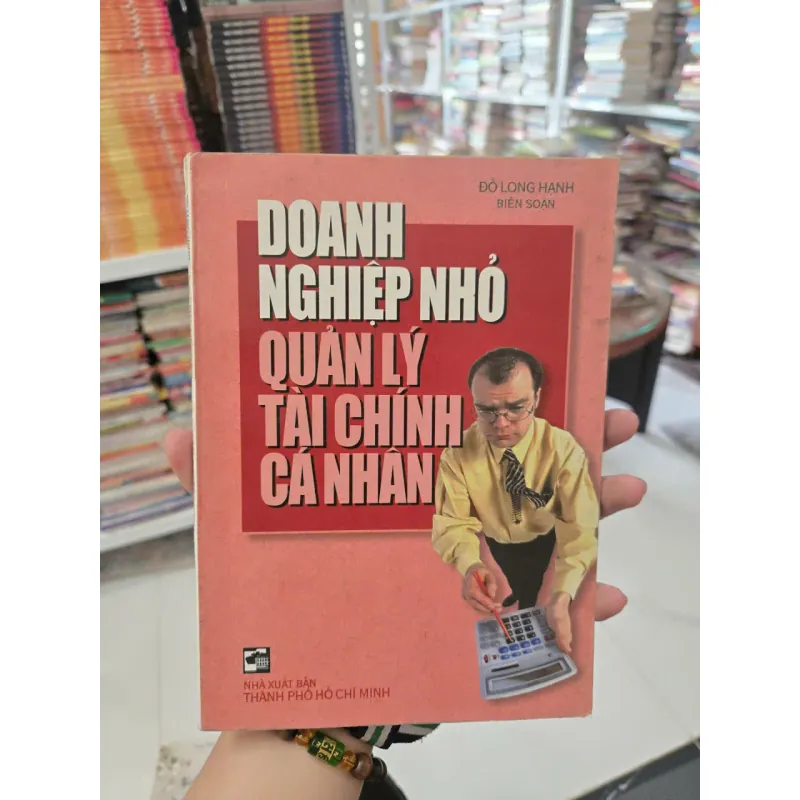 ĐỖ LONG HẠNH
BIÊN SOẠN
DOANH
NGHIỆP NHỎ
QUẢN LÝ
TÀI CHÍNH
CÁ NHÂN
NHÀ XUẤT BẢN
THÀNH PHỐ HỒ CHÍ MINH